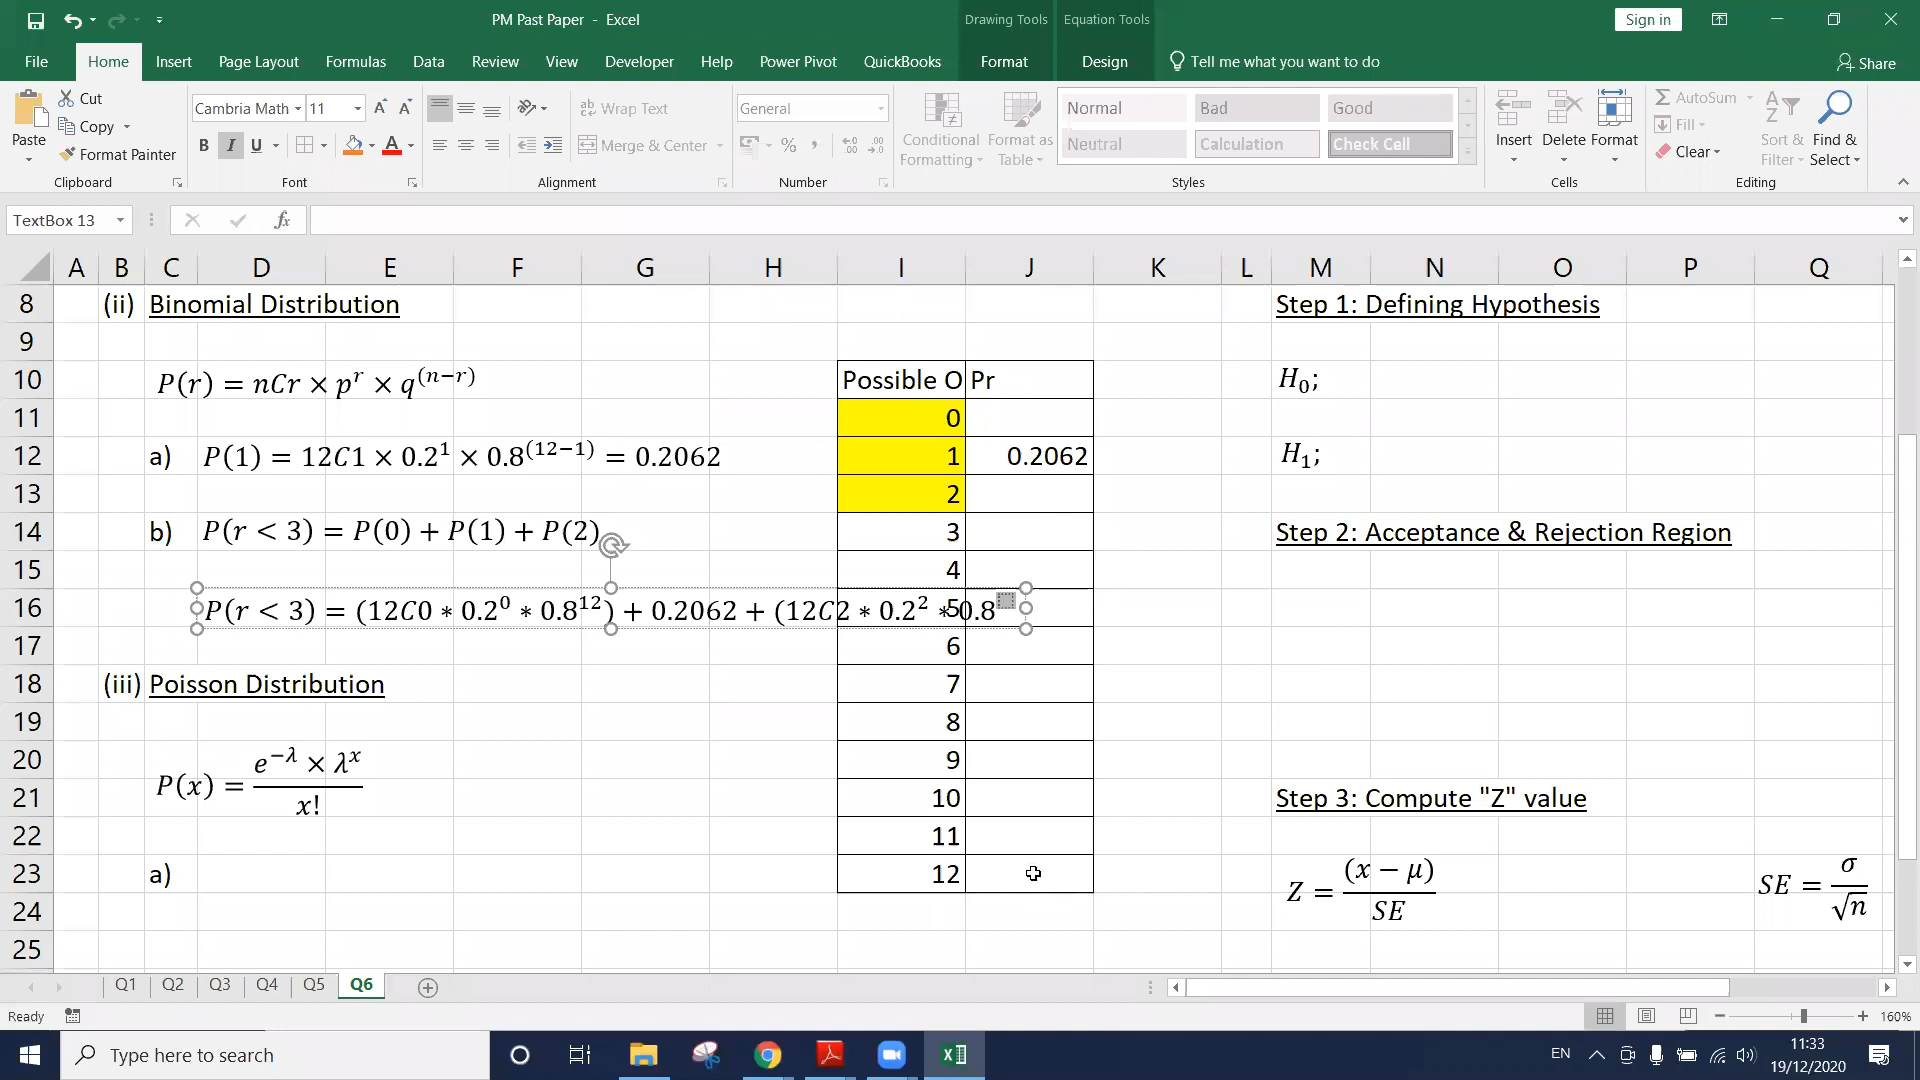 PM Past Paper - Excel
Drawing Tools
Equation Tools
Sign in
File
Home
Insert
Page Layout
Formulas
Data
Review
View
Developer
Help
Power Pivot
QuickBooks
Format
Design
Tell me what you want to do
Share
Paste
Cut
Copy
Format Painter
Clipboard
Cambria Math
11
B I U
Font
Wrap Text
Merge & Center
Alignment
General
Number
Conditional Formatting
Format as Table
Normal
Bad
Good
Neutral
Calculation
Check Cell
Styles
Insert
Delete
Format
Cells
AutoSum
Fill
Clear
Sort & Filter
Find & Select
Editing
TextBox 13
fx
A B C D E F G H I J K L M N O P Q
8 (ii) Binomial Distribution Step 1: Defining Hypothesis
9
10 P(r) = nCr × p^r × q^(n−r) Possible O Pr H₀;
11 0
12 a) P(1) = 12C1 × 0.2¹ × 0.8^(12−1) = 0.2062 1 0.2062 H₁;
13 2
14 b) P(r < 3) = P(0) + P(1) + P(2) 3 Step 2: Acceptance & Rejection Region
15 4
16 P(r < 3) = (12C0 ∗ 0.2⁰ ∗ 0.8¹²) + 0.2062 + (12C2 ∗ 0.2² ∗ 0.8 5
17 6
18 (iii) Poisson Distribution 7
19 8
20 P(x) = (e^−λ × λ^x) / x! 9
21 10 Step 3: Compute "Z" value
22 11
23 a) 12 Z = (x − μ) / SE SE = σ / √n
24
25
Q1 Q2 Q3 Q4 Q5 Q6
Ready
160%
Type here to search
EN
11:33
19/12/2020